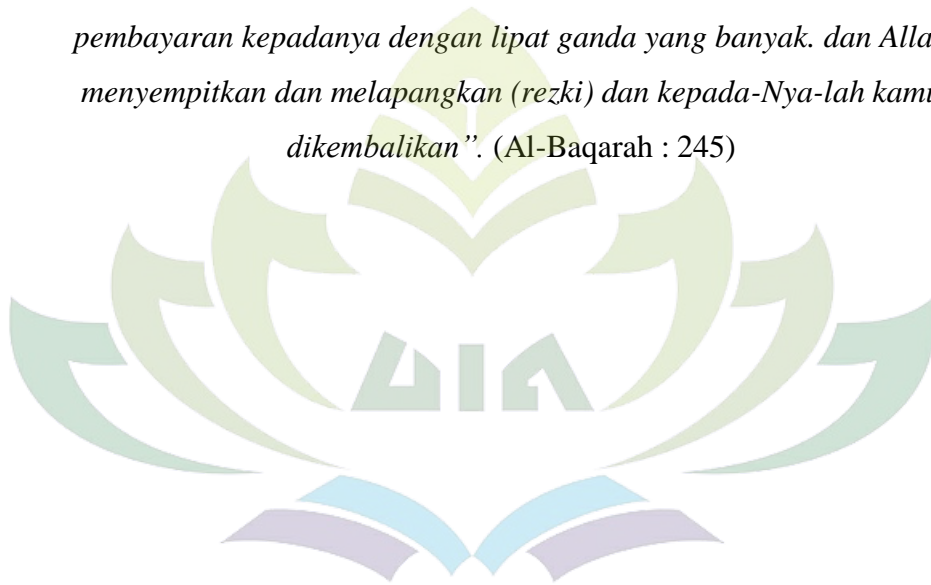 pembayaran kepadanya dengan lipat ganda yang banyak. dan Alla
menyempitkan dan melapangkan (rezki) dan kepada-Nya-lah kamu
dikembalikan”. (Al-Baqarah : 245)
UIN